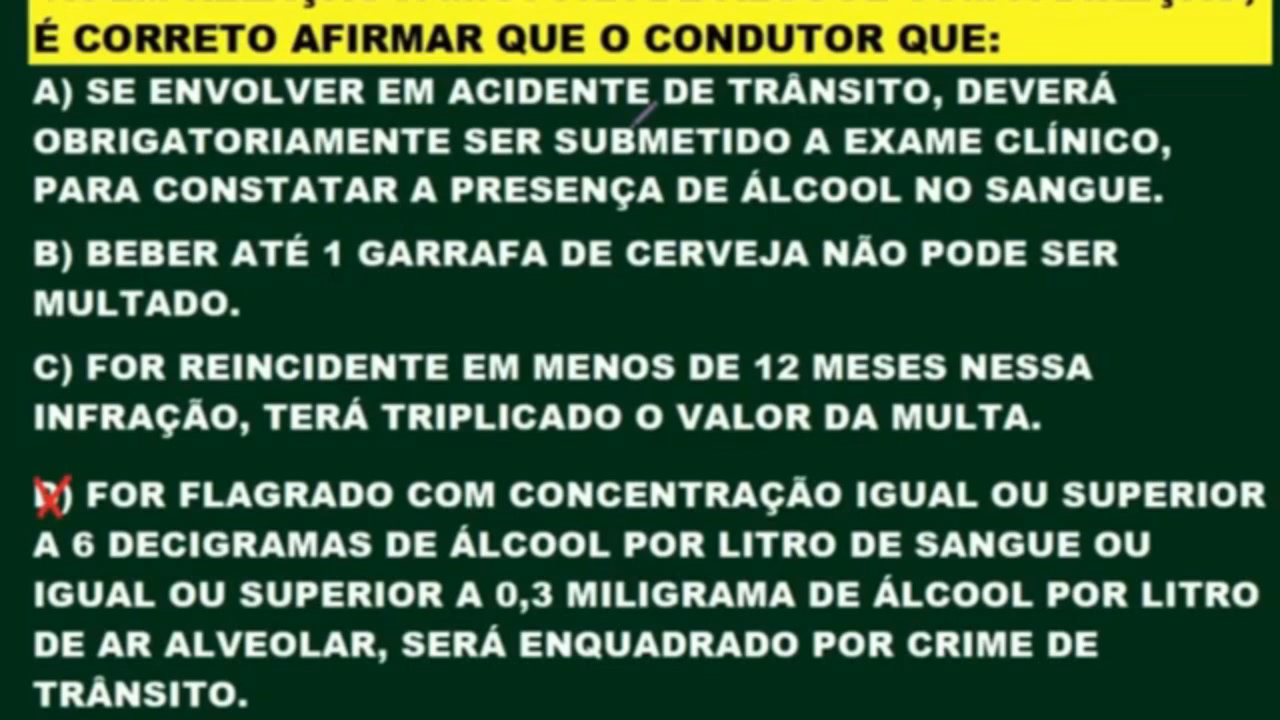 É CORRETO AFIRMAR QUE O CONDUTOR QUE:
A) SE ENVOLVER EM ACIDENTE DE TRÂNSITO, DEVERÁ
OBRIGATORIAMENTE SER SUBMETIDO A EXAME CLÍNICO,
PARA CONSTATAR A PRESENÇA DE ÁLCOOL NO SANGUE.
B) BEBER ATÉ 1 GARRAFA DE CERVEJA NÃO PODE SER
MULTADO.
C) FOR REINCIDENTE EM MENOS DE 12 MESES NESSA
INFRAÇÃO, TERÁ TRIPLICADO O VALOR DA MULTA.
D) FOR FLAGRADO COM CONCENTRAÇÃO IGUAL OU SUPERIOR
A 6 DECIGRAMAS DE ÁLCOOL POR LITRO DE SANGUE OU
IGUAL OU SUPERIOR A 0,3 MILIGRAMA DE ÁLCOOL POR LITRO
DE AR ALVEOLAR, SERÁ ENQUADRADO POR CRIME DE
TRÂNSITO.